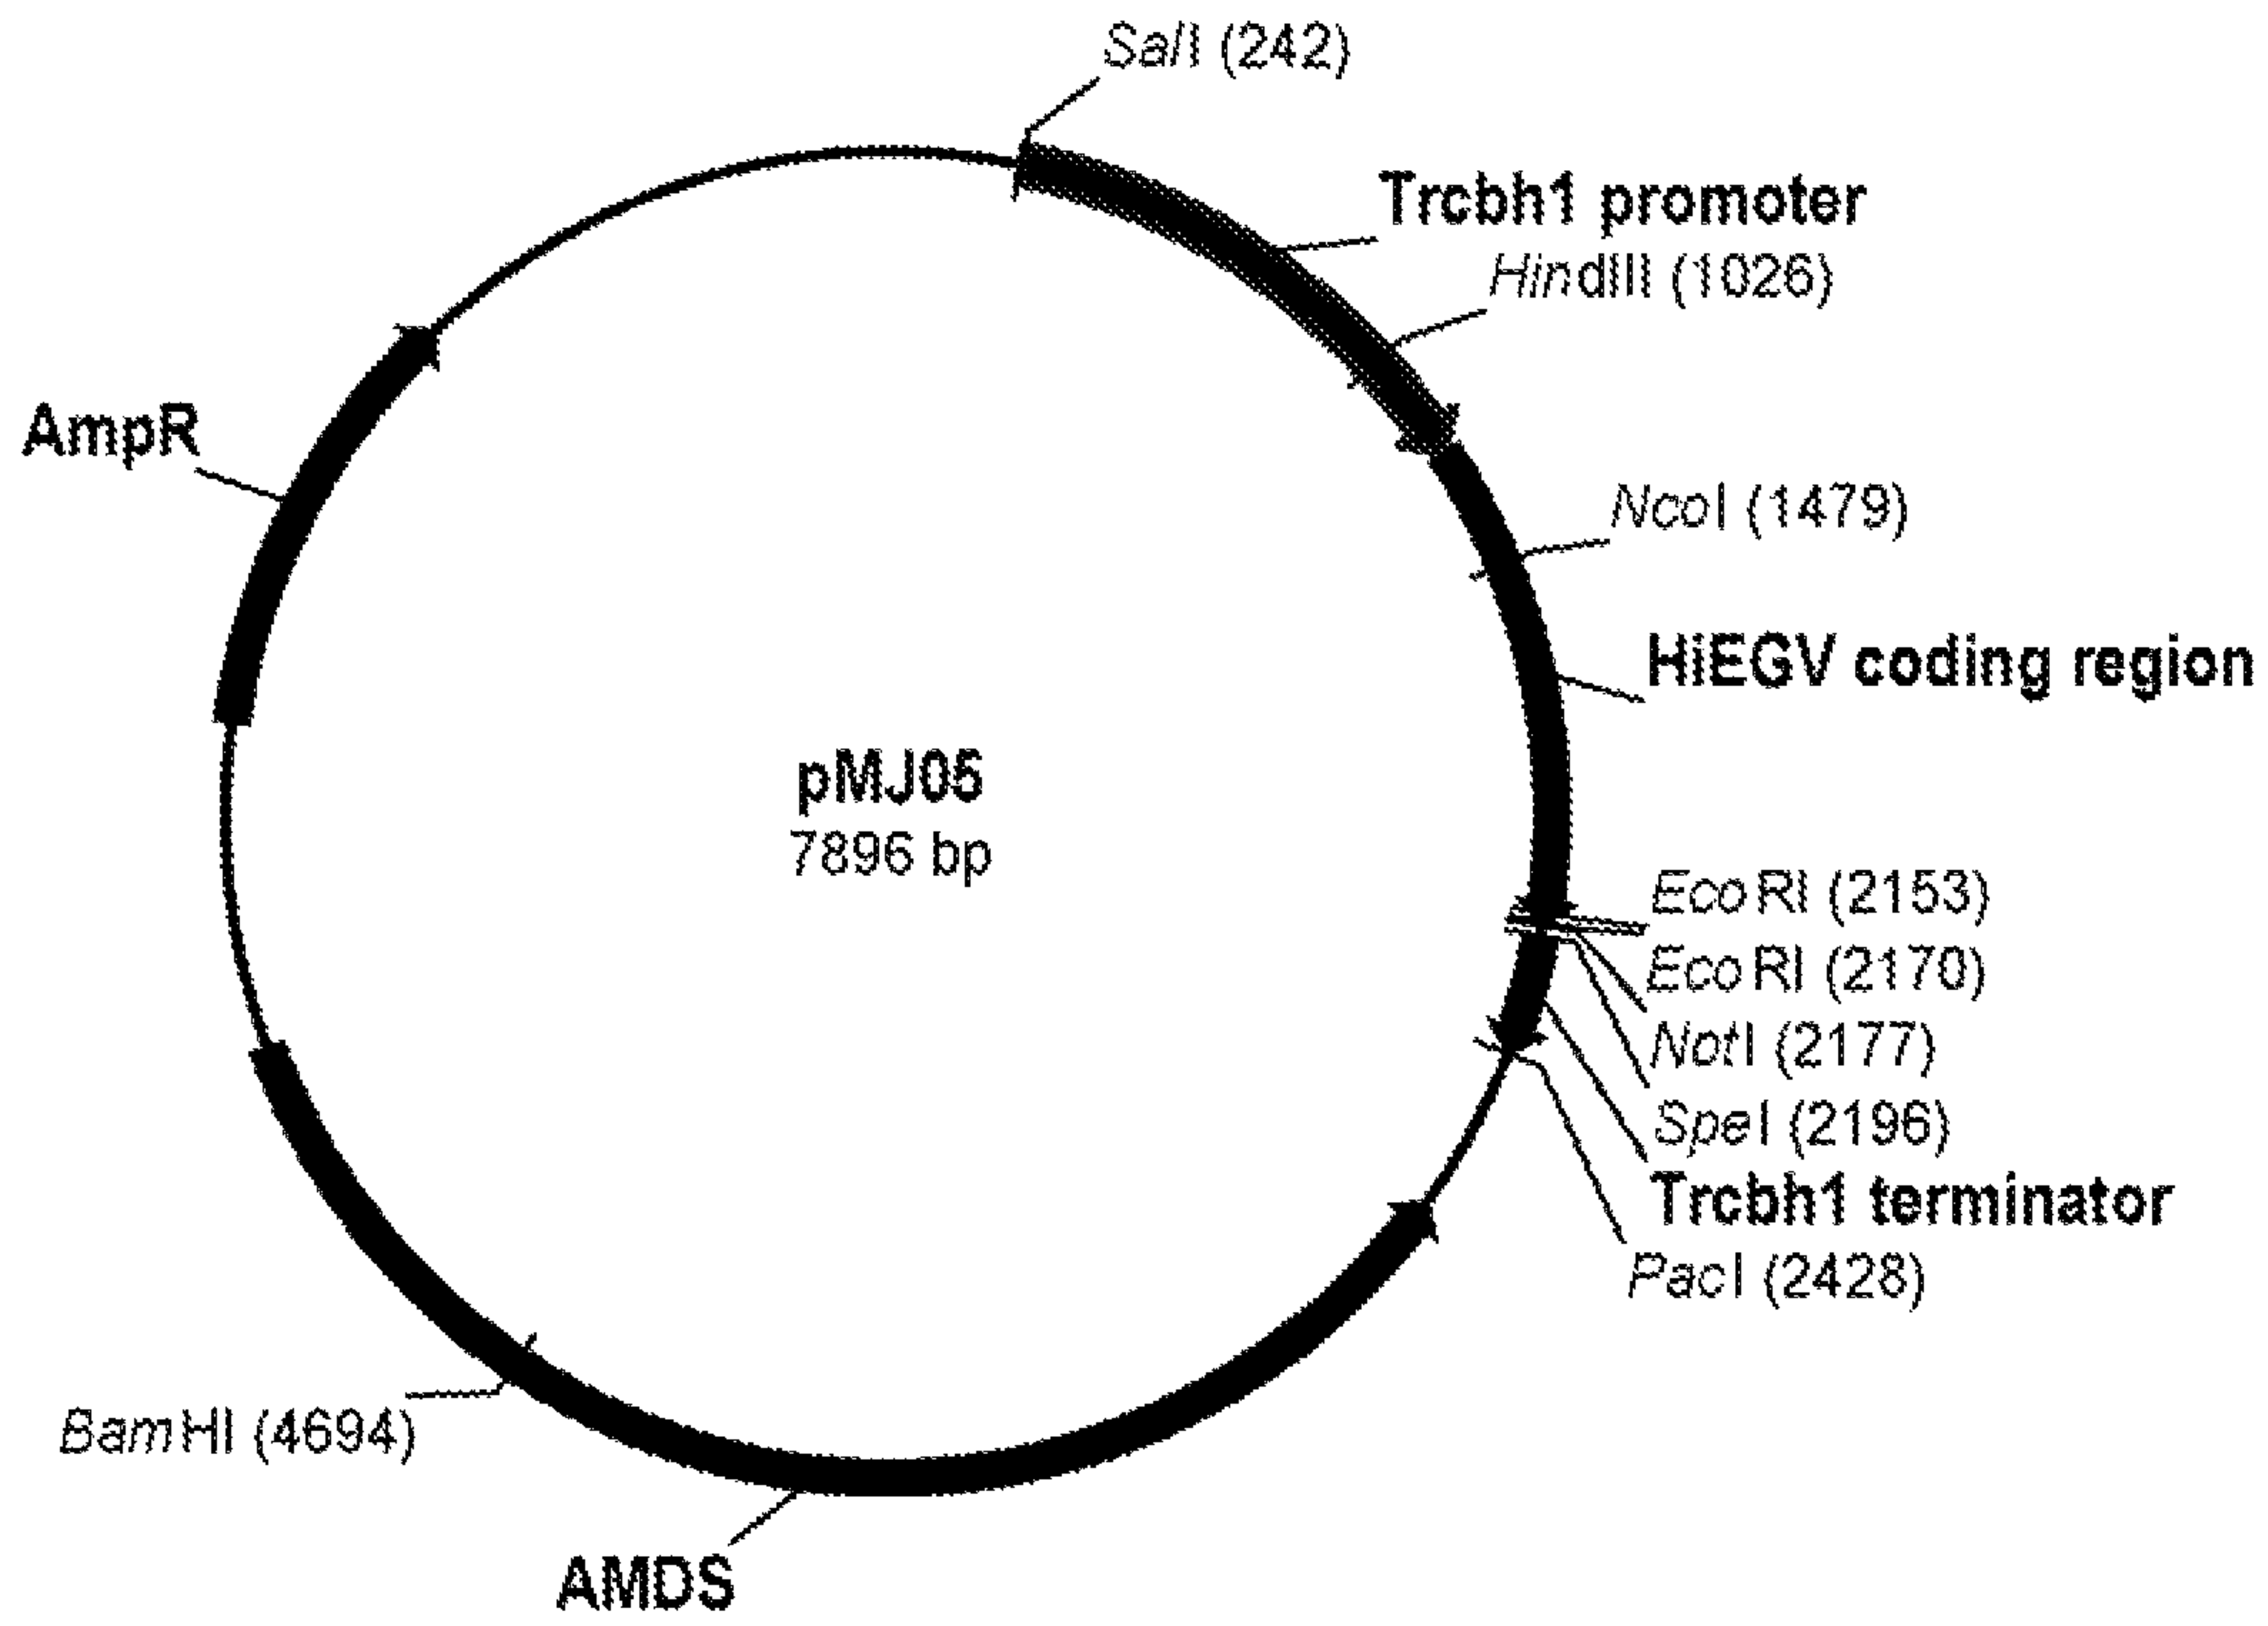 SalI (242)
Trcbh1 promoter
HindIII (1026)
AmpR
NcoI (1479)
HiEGV coding region
pMJ05
7896 bp
EcoRI (2153)
EcoRI (2170)
NotI (2177)
SpeI (2196)
Trcbh1 terminator
PacI (2428)
BamHI (4694)
AMDS